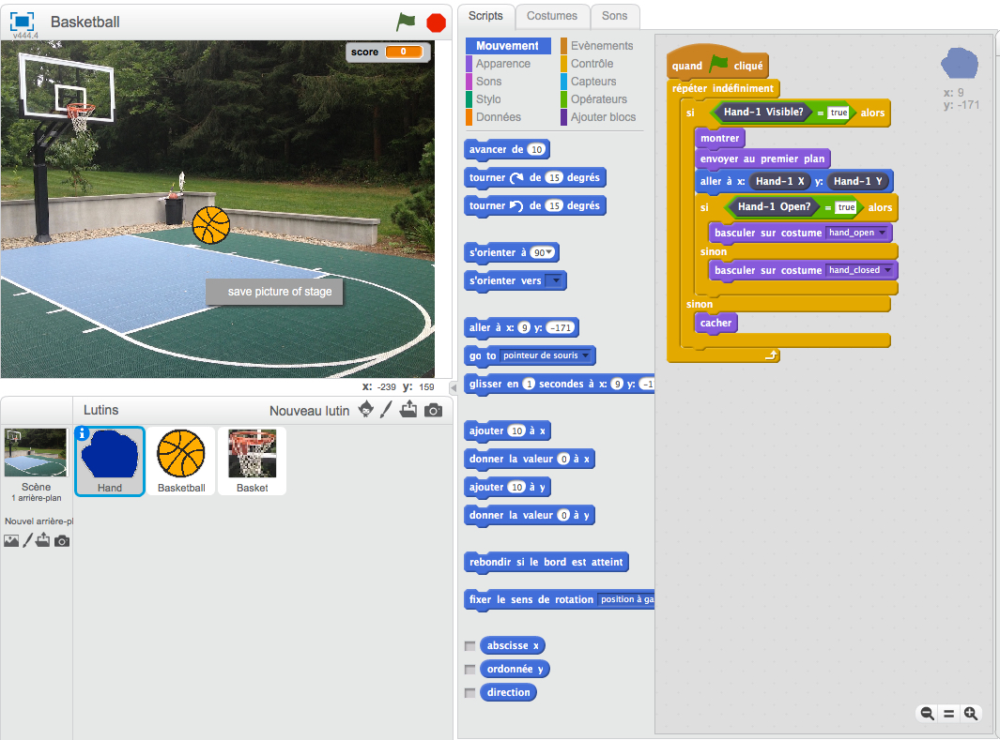 Basketball
v444.4
score 0
save picture of stage
x: -239 y: 159
Lutins
Nouveau lutin
Scène
1 arrière-plan
Nouvel arrière-pl
Hand
Basketball
Basket
Scripts
Costumes
Sons
Mouvement
Evènements
Apparence
Contrôle
Sons
Capteurs
Stylo
Opérateurs
Données
Ajouter blocs
avancer de 10
tourner de 15 degrés
tourner de 15 degrés
s'orienter à 90
s'orienter vers
aller à x: 9 y: -171
go to pointeur de souris
glisser en 1 secondes à x: 9 y: -1
ajouter 10 à x
donner la valeur 0 à x
ajouter 10 à y
donner la valeur 0 à y
rebondir si le bord est atteint
fixer le sens de rotation position à ga
abscisse x
ordonnée y
direction
quand cliqué
répéter indéfiniment
si Hand-1 Visible? = true alors
montrer
envoyer au premier plan
aller à x: Hand-1 X y: Hand-1 Y
si Hand-1 Open? = true alors
basculer sur costume hand_open
sinon
basculer sur costume hand_closed
sinon
cacher
x: 9
y: -171